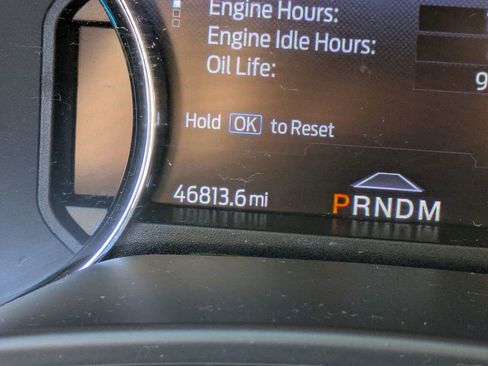 Engine Hours:
Engine Idle Hours:
Oil Life:
Hold OK to Reset
46813.6 mi
PRNDM